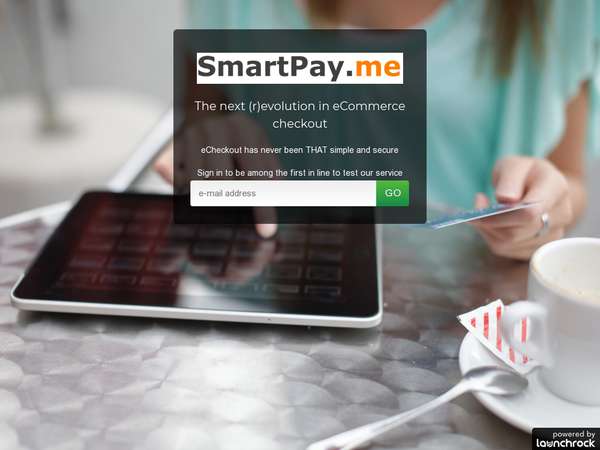 SmartPay.me
The next (r)evolution in eCommerce
checkout
eCheckout has never been THAT simple and secure
Sign in to be among the first in line to test our service
e-mail address
GO
powered by
launchrock